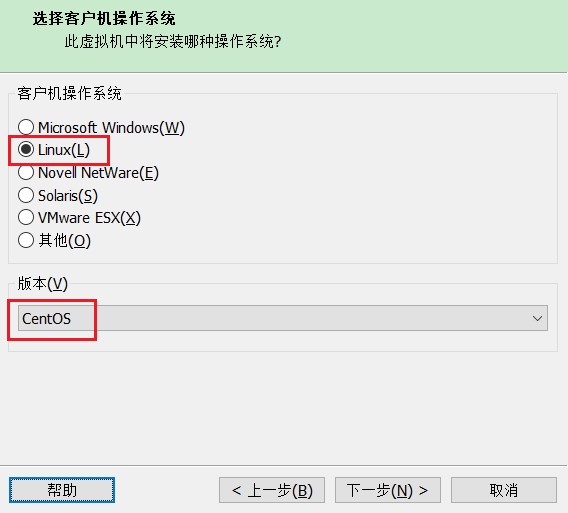 选择客户机操作系统
此虚拟机中将安装哪种操作系统?
客户机操作系统
Microsoft Windows(W)
Linux(L)
Novell NetWare(E)
Solaris(S)
VMware ESX(X)
其他(O)
版本(V)
CentOS
帮助 < 上一步(B) 下一步(N) > 取消